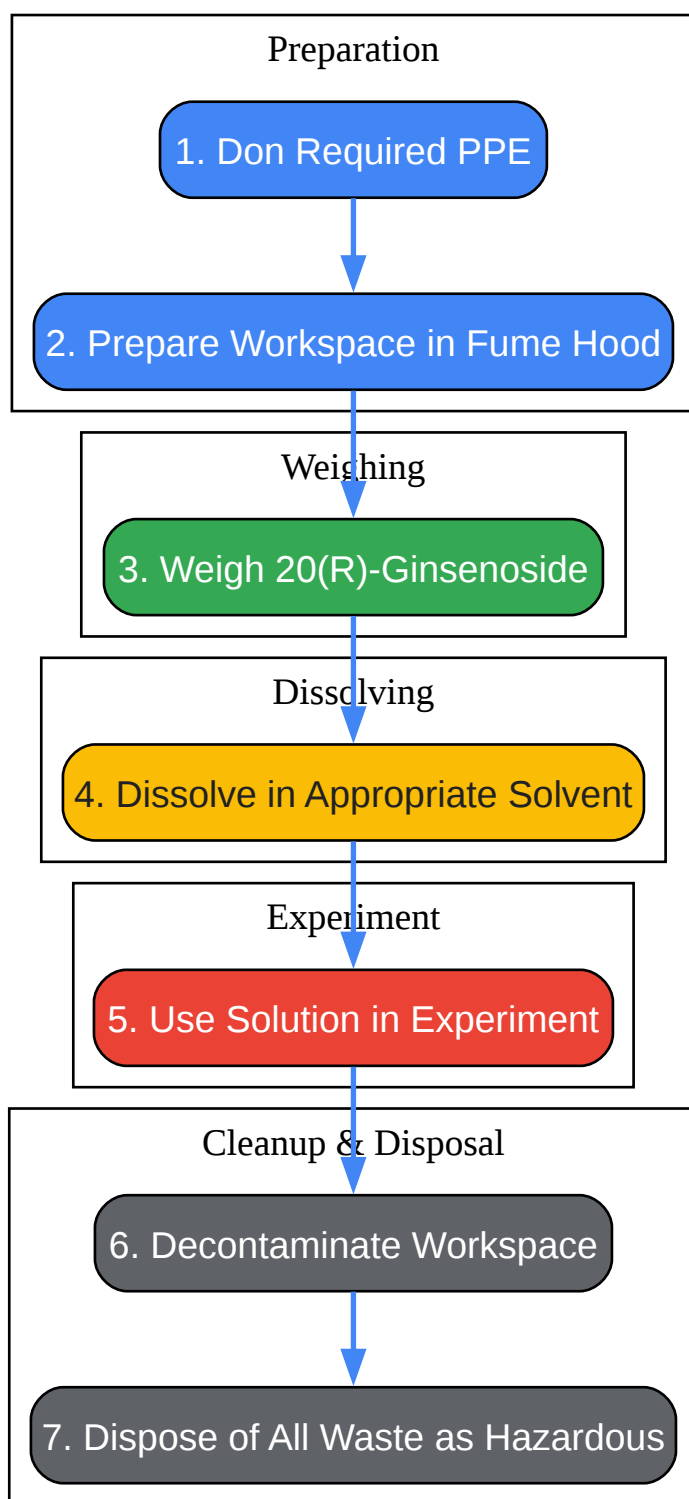 Preparation
1. Don Required PPE
2. Prepare Workspace in Fume Hood
Weighing
3. Weigh 20(R)-Ginsenoside
Dissolving
4. Dissolve in Appropriate Solvent
Experiment
5. Use Solution in Experiment
Cleanup & Disposal
6. Decontaminate Workspace
7. Dispose of All Waste as Hazardous